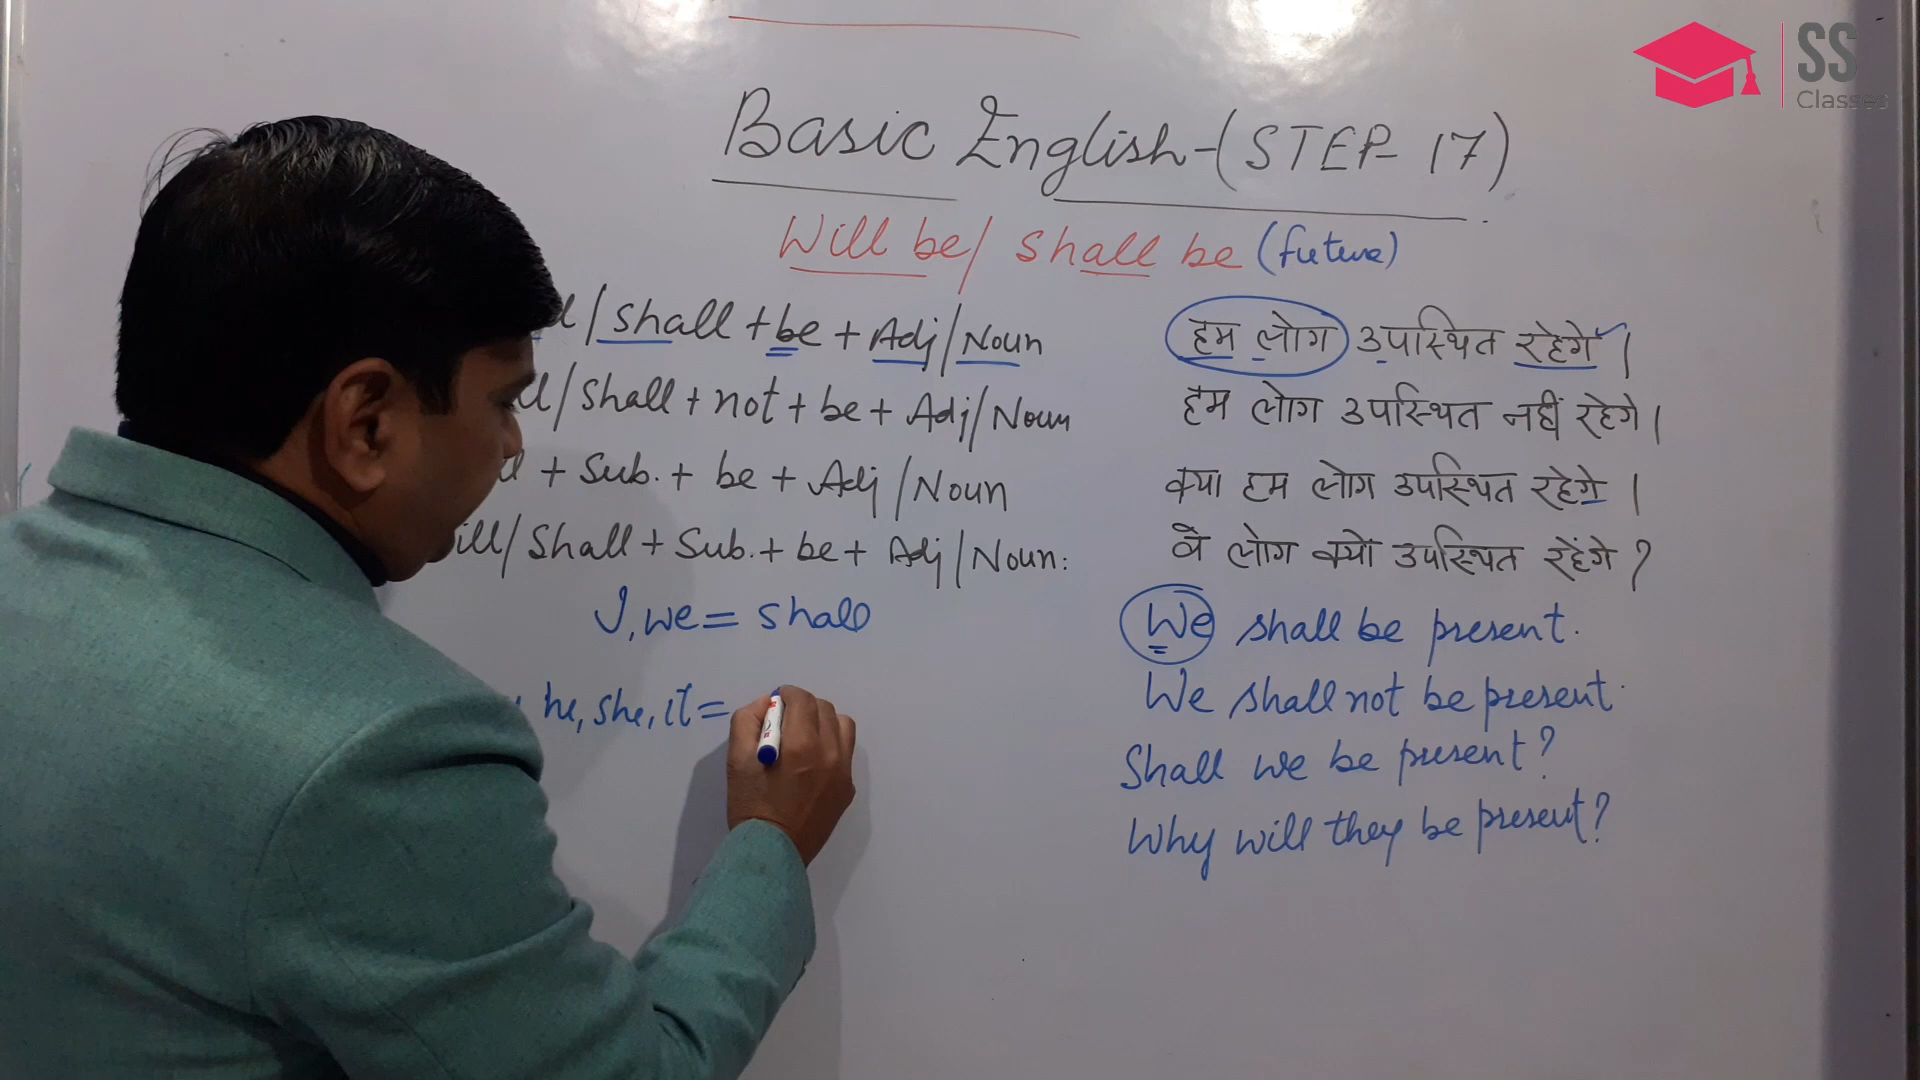 SS
Classes
Basic English-(STEP-17)
Will be/ Shall be (future)
/Shall + be + Adj/Noun
/Shall + not + be + Adj/Noun
+ Sub. + be + Adj/Noun
ill/Shall + Sub. + be + Adj/Noun:
I, we = shall
he, she, it =
हम लोग उपस्थित रहेगे।
हम लोग उपस्थित नहीं रहेगे।
क्या हम लोग उपस्थित रहेगे।
वे लोग क्यों उपस्थित रहेंगे?
We shall be present.
We shall not be present.
Shall we be present?
Why will they be present?